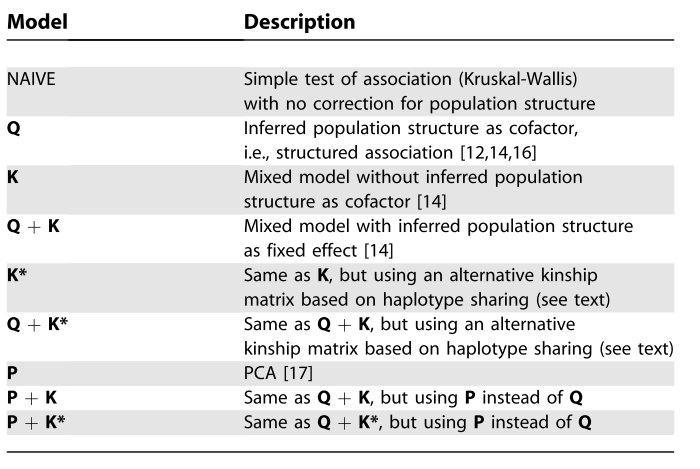 Model Description
NAIVE Simple test of association (Kruskal-Wallis)
with no correction for population structure
Q Inferred population structure as cofactor,
i.e., structured association [12,14,16]
K Mixed model without inferred population
structure as cofactor [14]
Q + K Mixed model with inferred population structure
as fixed effect [14]
K* Same as K, but using an alternative kinship
matrix based on haplotype sharing (see text)
Q + K* Same as Q + K, but using an alternative
kinship matrix based on haplotype sharing (see text)
P PCA [17]
P + K Same as Q + K, but using P instead of Q
P + K* Same as Q + K*, but using P instead of Q